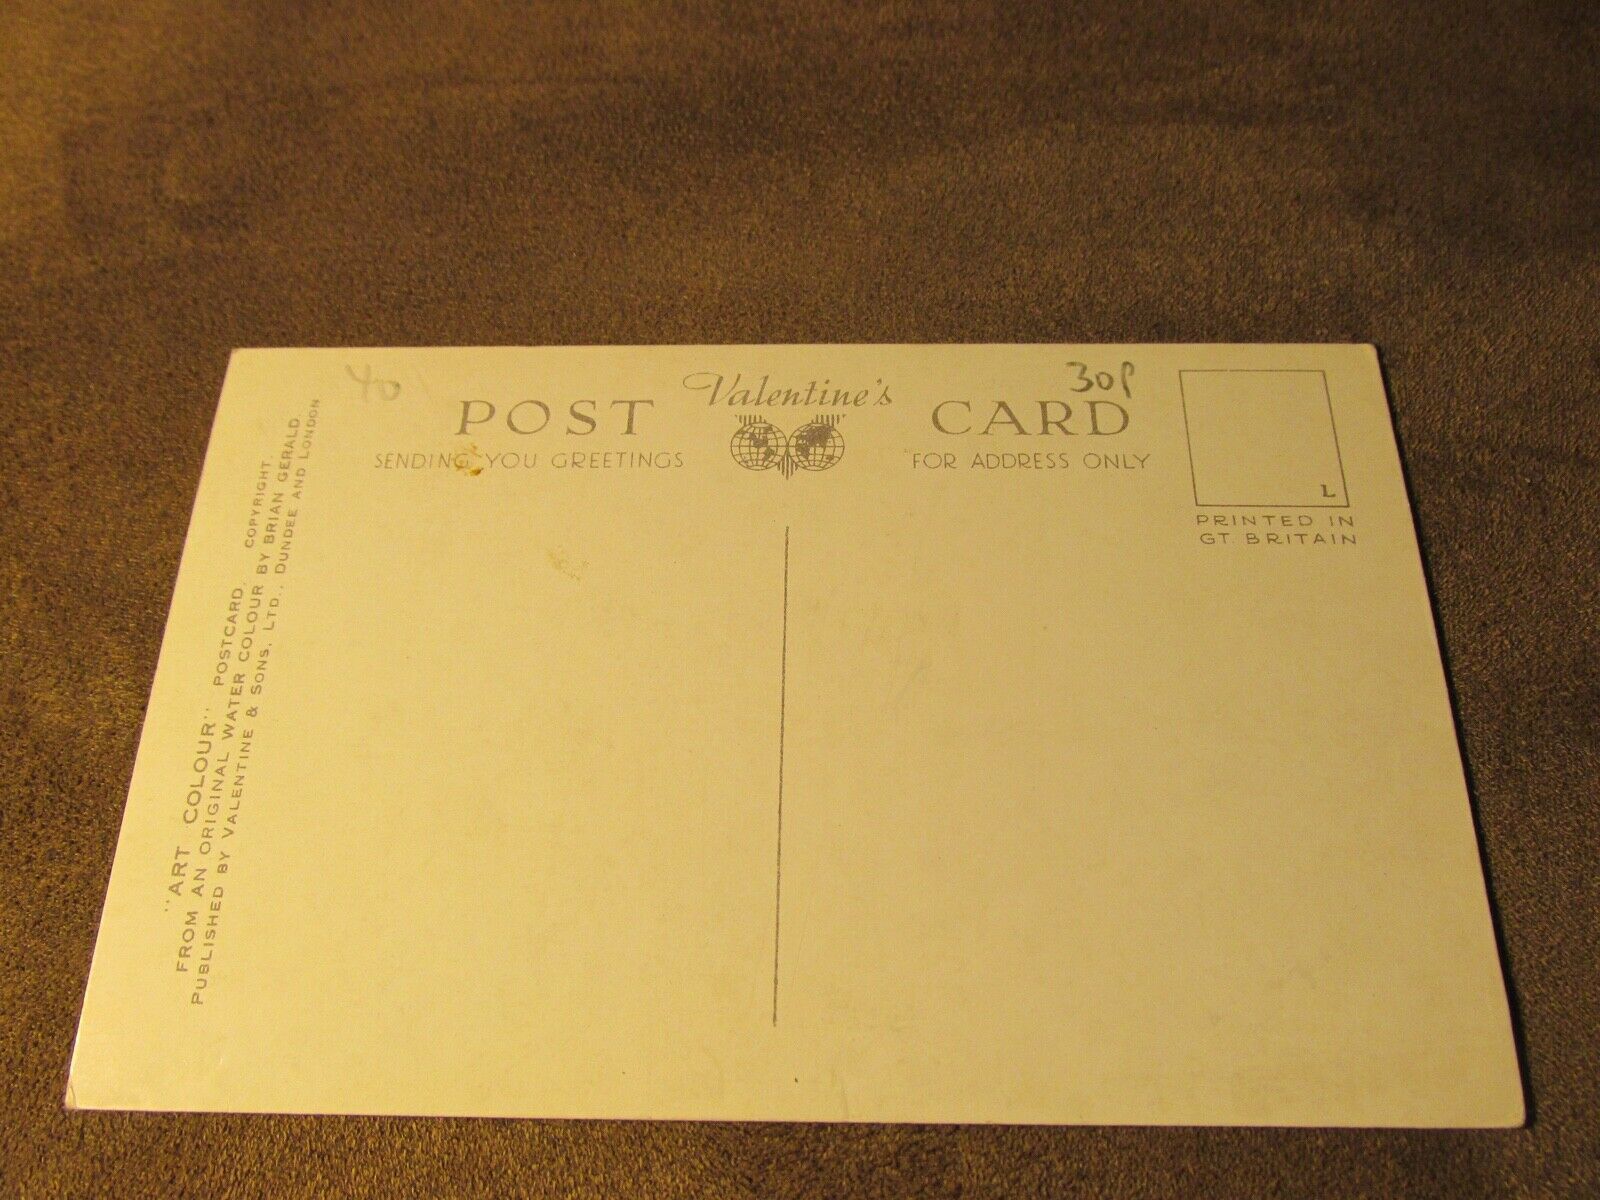 40
Valentine's
30p
POST CARD
SENDING YOU GREETINGS
FOR ADDRESS ONLY
L
PRINTED IN
GT. BRITAIN
"ART COLOUR" POSTCARD. COPYRIGHT.
FROM AN ORIGINAL WATER COLOUR BY BRIAN GERALD.
PUBLISHED BY VALENTINE & SONS, LTD., DUNDEE AND LONDON